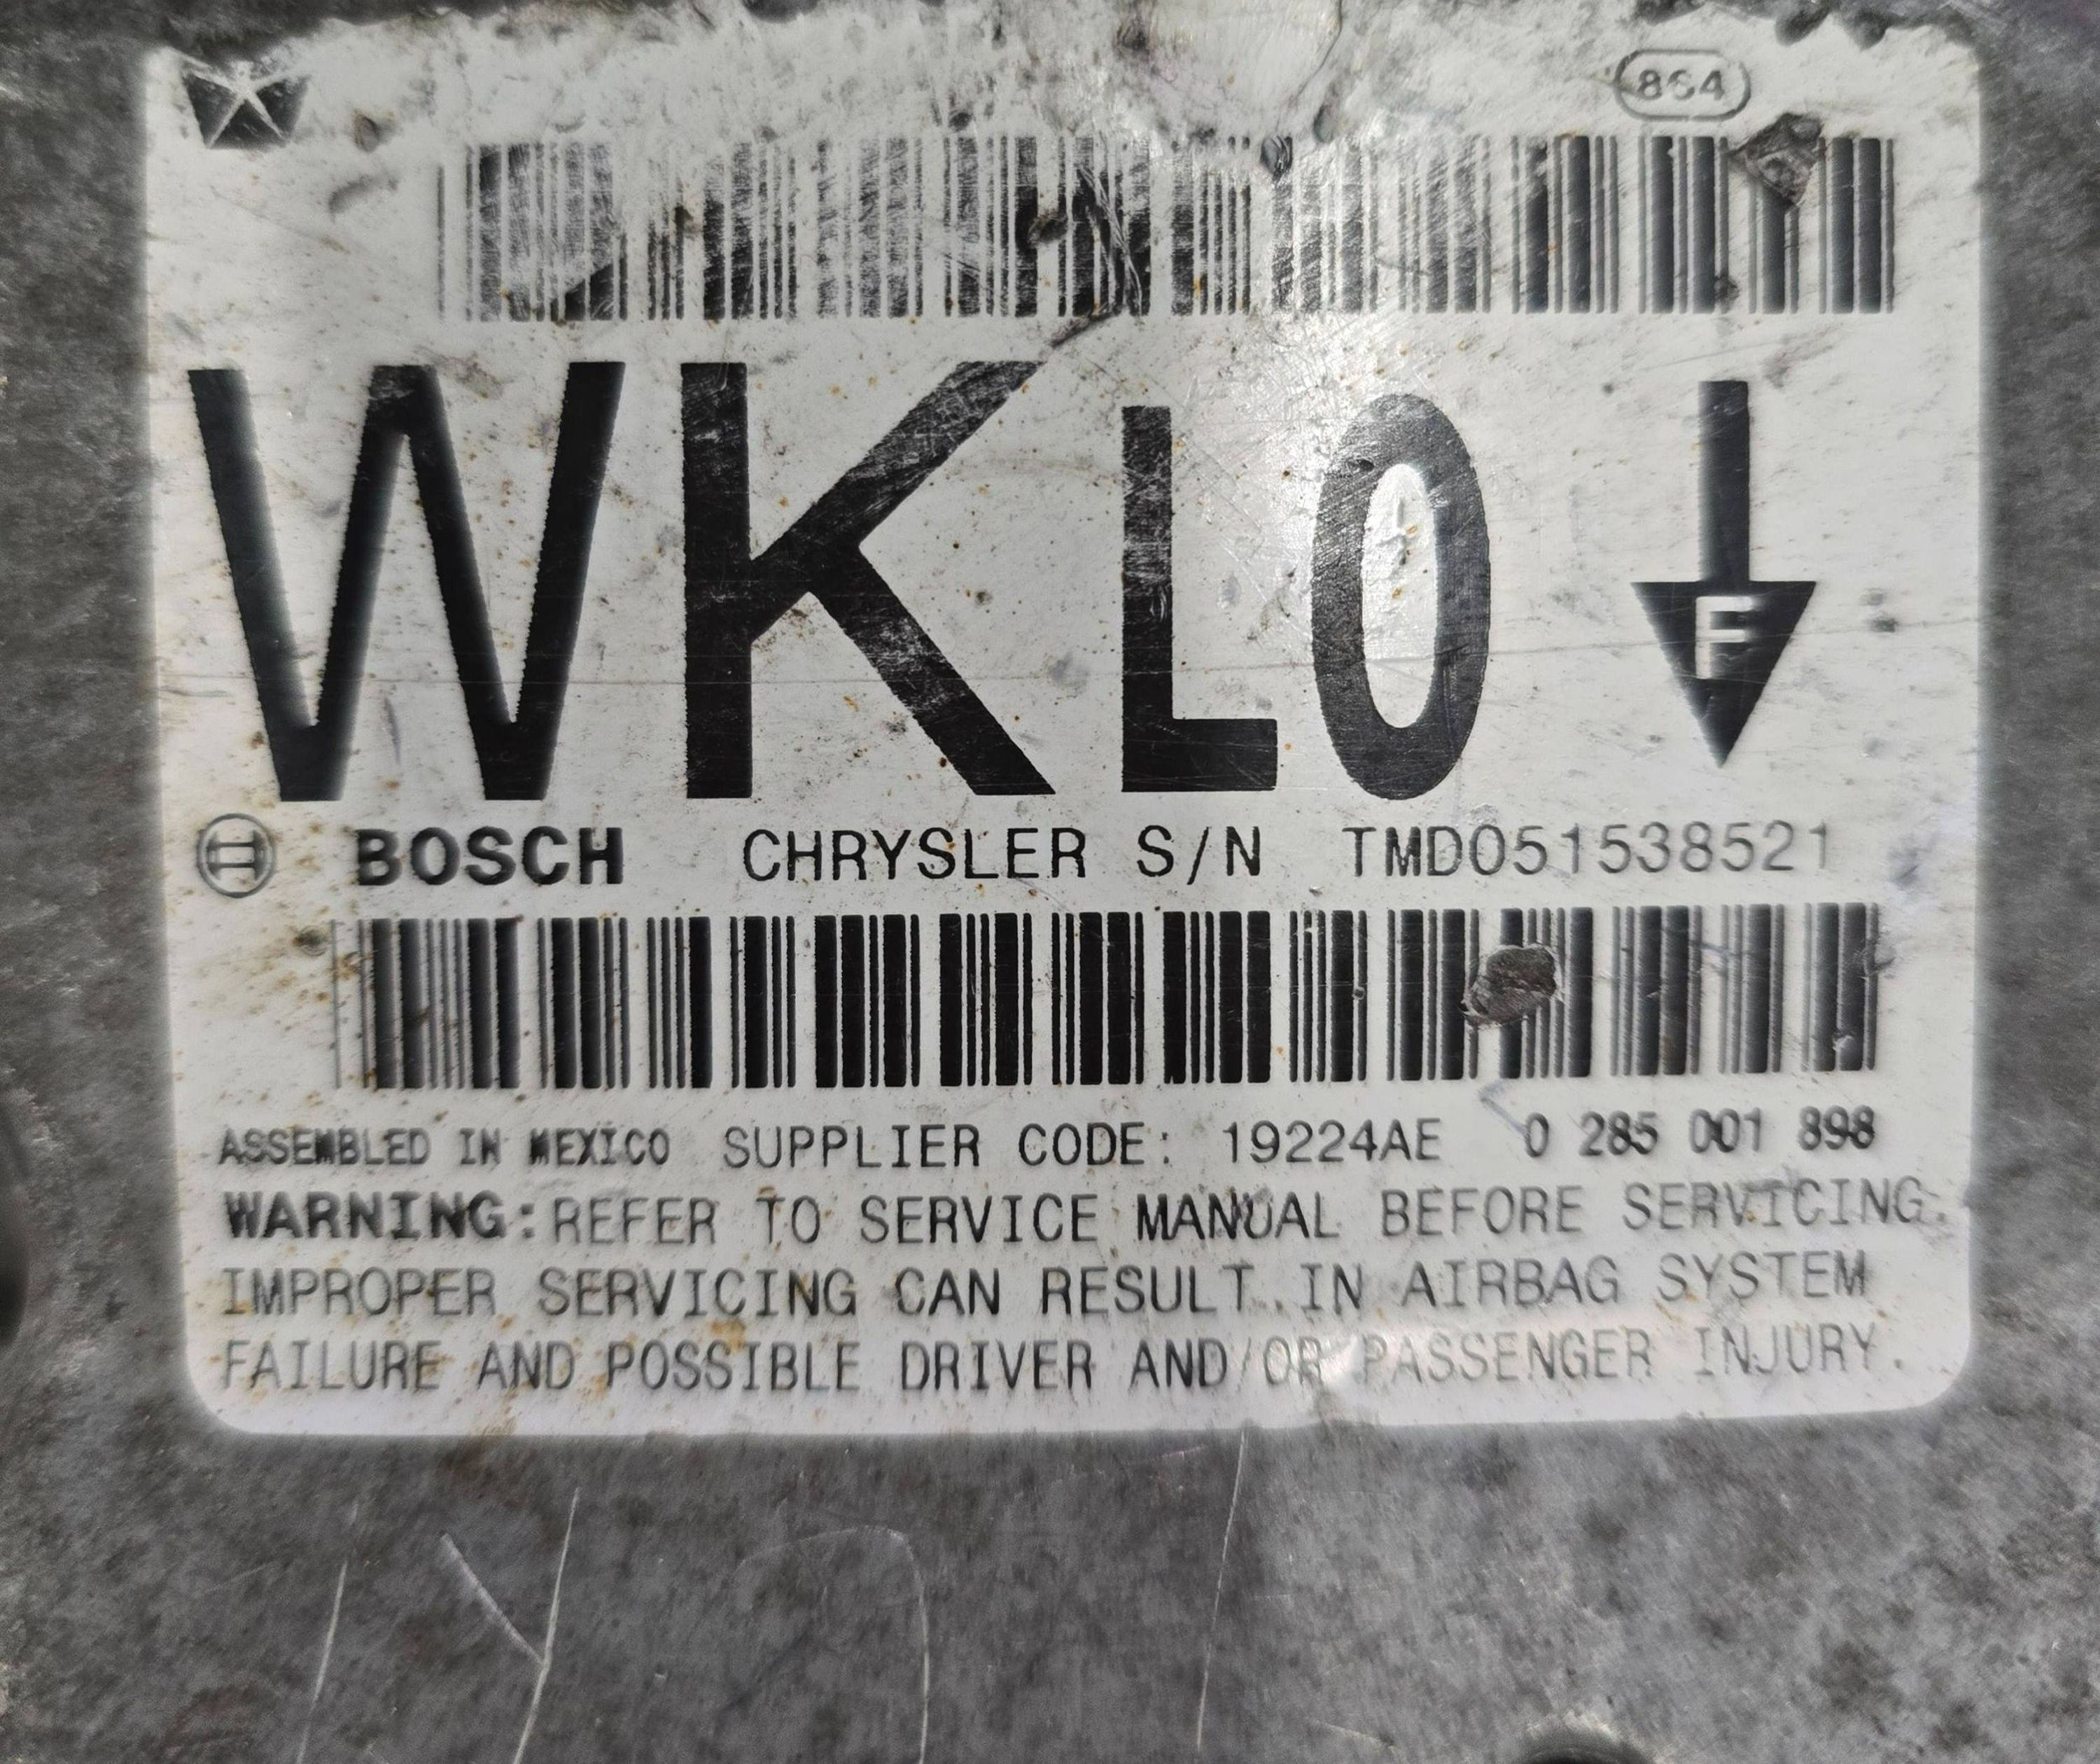 864
WKL0
F
BOSCH CHRYSLER S/N TMD051538521
ASSEMBLED IN MEXICO SUPPLIER CODE: 19224AE 0 285 001 898
WARNING: REFER TO SERVICE MANUAL BEFORE SERVICING.
IMPROPER SERVICING CAN RESULT IN AIRBAG SYSTEM
FAILURE AND POSSIBLE DRIVER AND/OR PASSENGER INJURY.